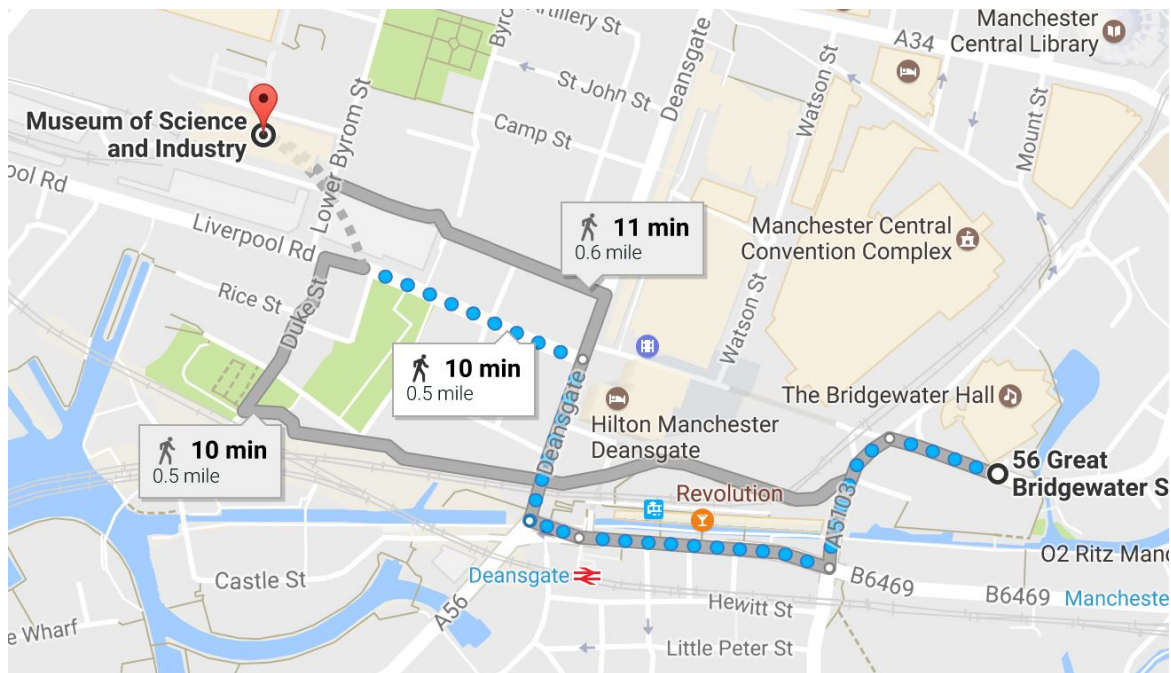 Artillery St
Manchester
Central Library
A34
Byro
St John St
Deansgate
Watson St
Mount St
Camp St
Museum of Science
and Industry
Lower Byrom St
pool Rd
Liverpool Rd
11 min
0.6 mile
Manchester Central
Convention Complex
Rice St
Duke St
Watson St
10 min
0.5 mile
The Bridgewater Hall
Hilton Manchester
Deansgate
Deansgate
10 min
0.5 mile
56 Great
Bridgewater S
Revolution
A5103
O2 Ritz Manc
Castle St
Deansgate
B6469
B6469
Mancheste
Hewitt St
A56
e Wharf
Little Peter St